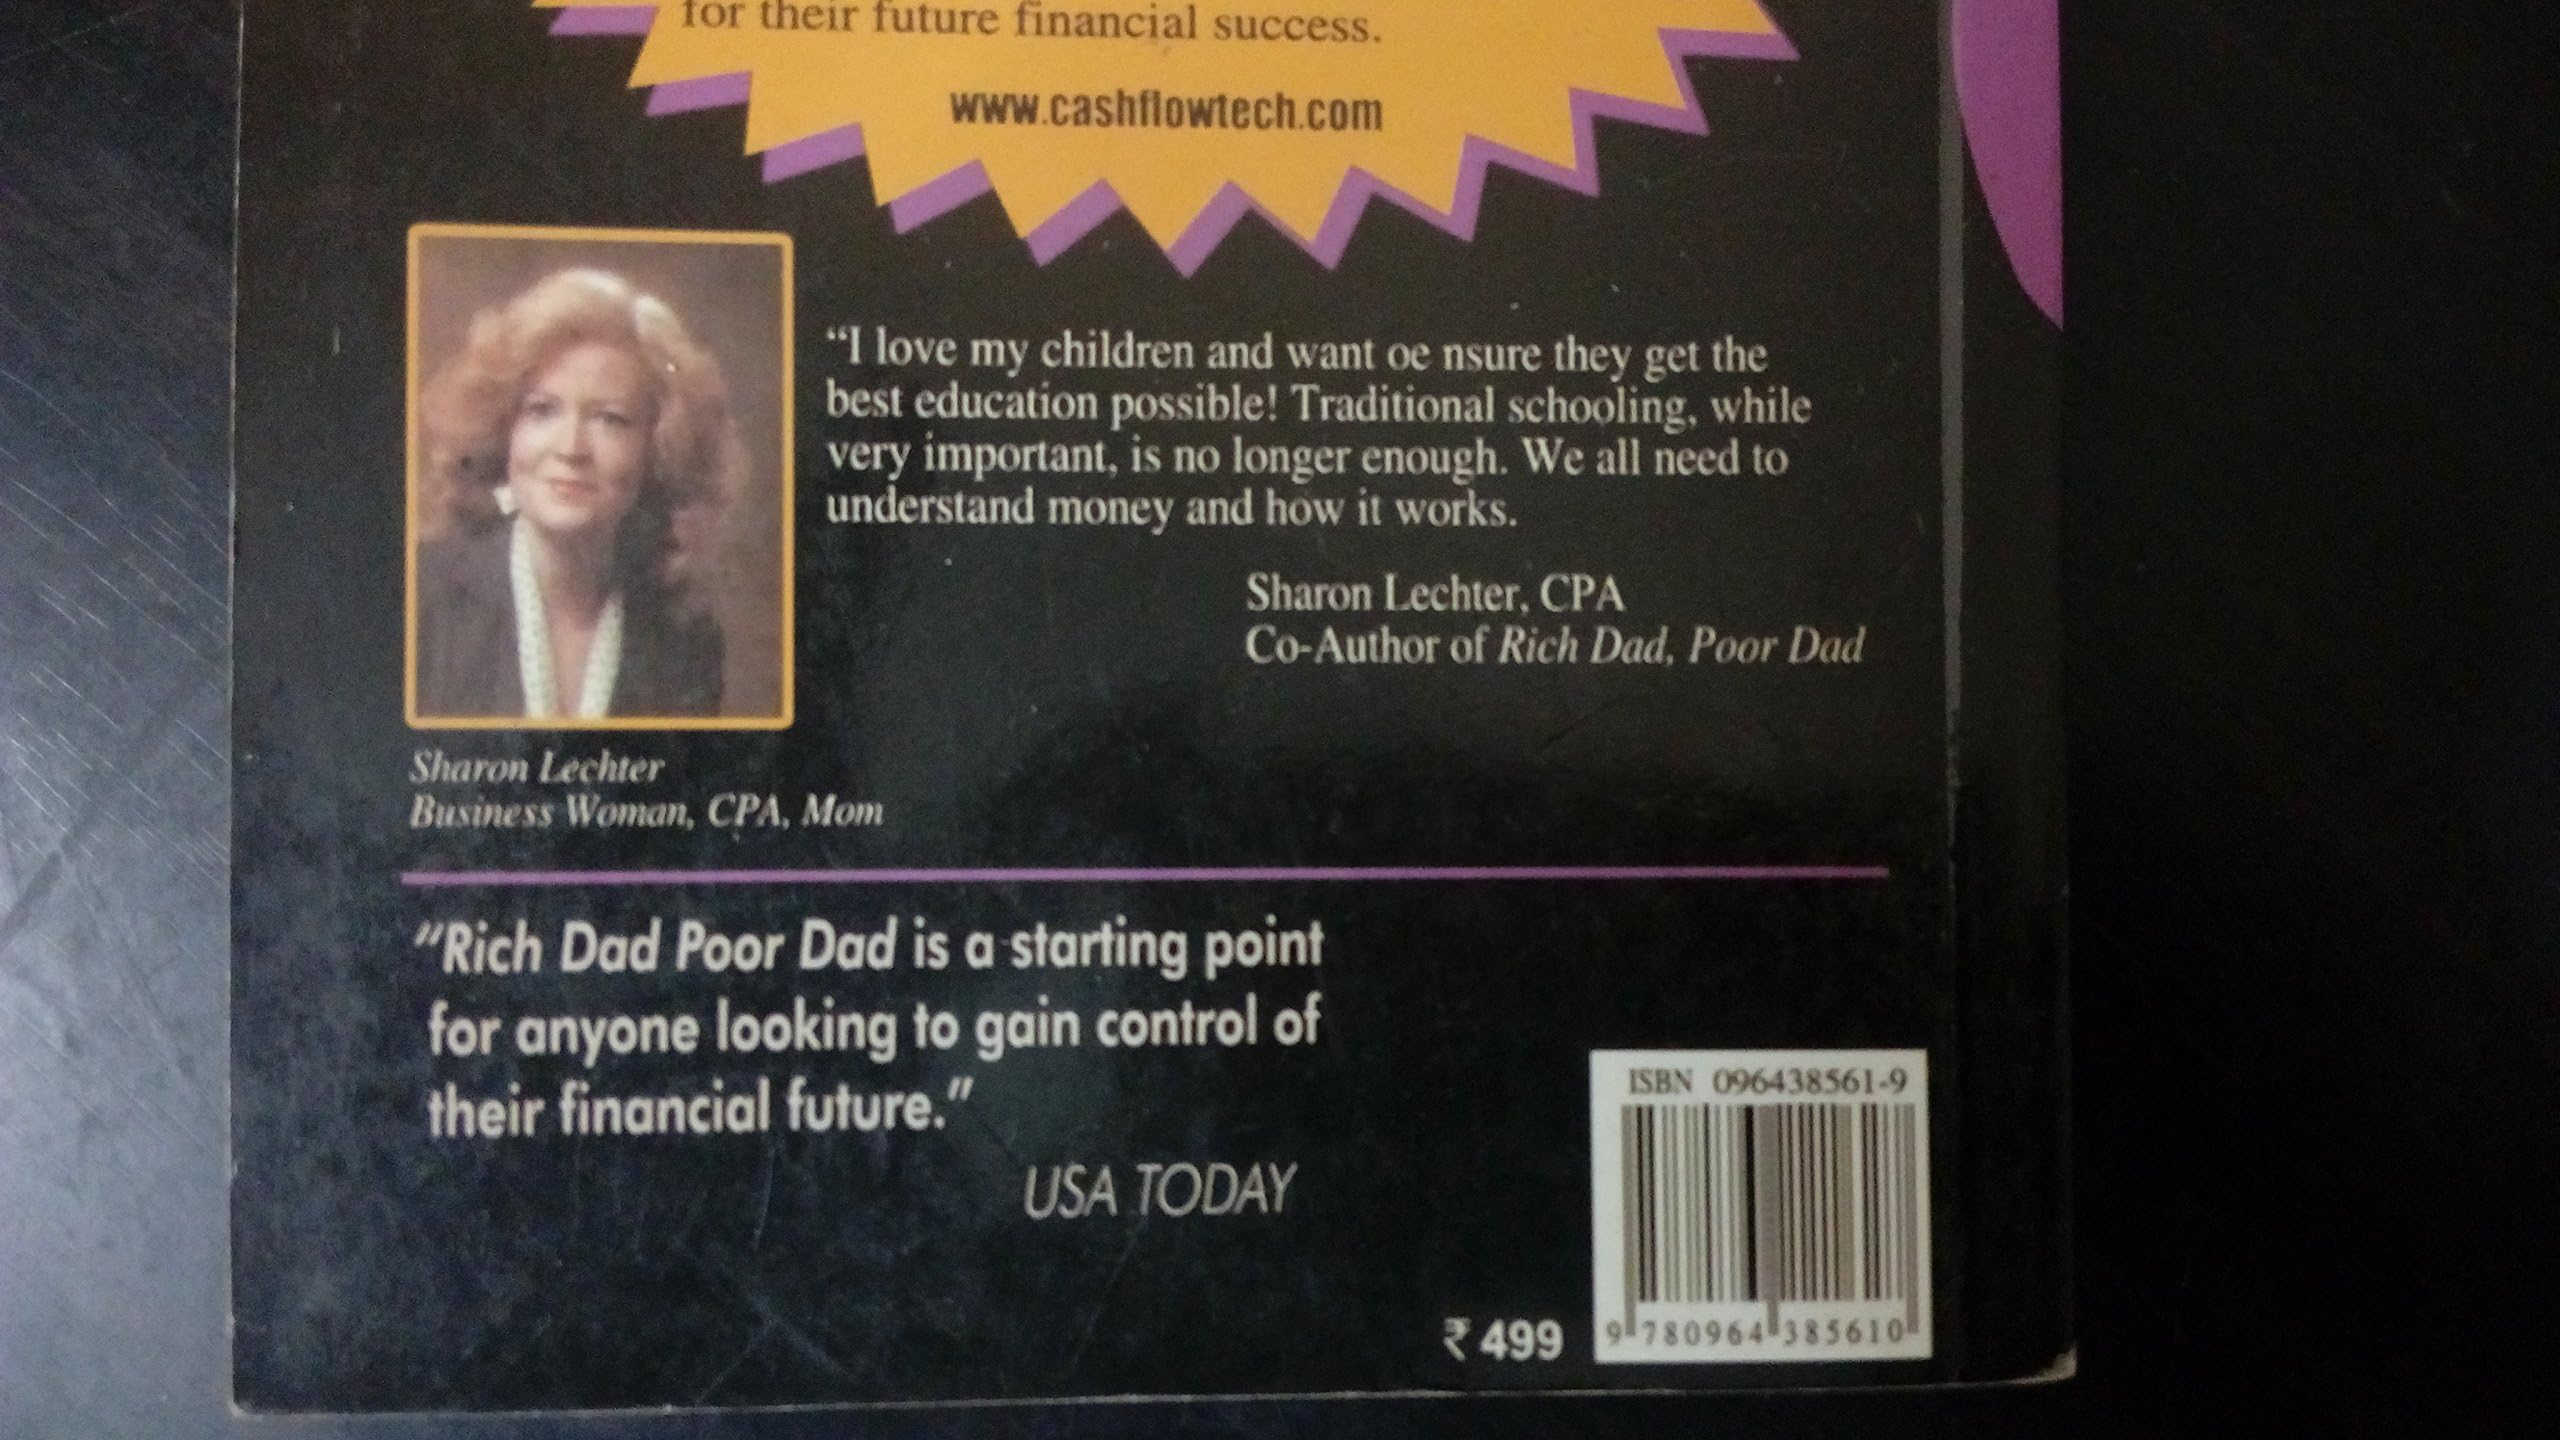 for their future financial success.
www.cashflowtech.com
“I love my children and want oe nsure they get the
best education possible! Traditional schooling, while
very important, is no longer enough. We all need to
understand money and how it works.
Sharon Lechter, CPA
Co-Author of Rich Dad, Poor Dad
Sharon Lechter
Business Woman, CPA, Mom
“Rich Dad Poor Dad is a starting point
for anyone looking to gain control of
their financial future.”
USA TODAY
₹ 499
ISBN 096438561-9
9 780964 385610